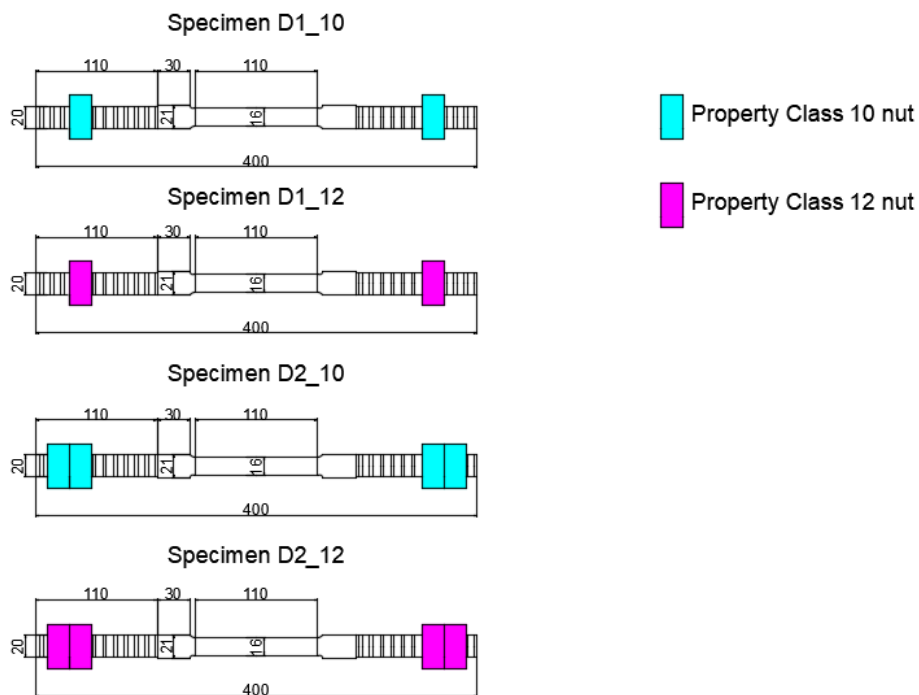 Specimen D1_10
110 30 110
20 21 16
400
Property Class 10 nut
Specimen D1_12
110 30 110
20 21 16
400
Property Class 12 nut
Specimen D2_10
110 30 110
20 21 16
400
Specimen D2_12
110 30 110
20 21 16
400